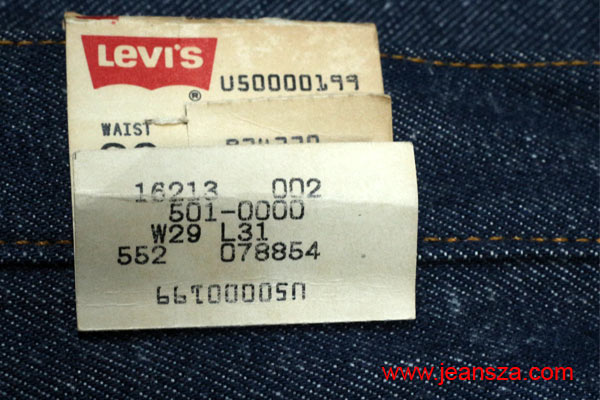 Levi's
®
U50000199
WAIST
16213 002
501-0000
W29 L31
552 078854
U50000199
www.jeansza.com